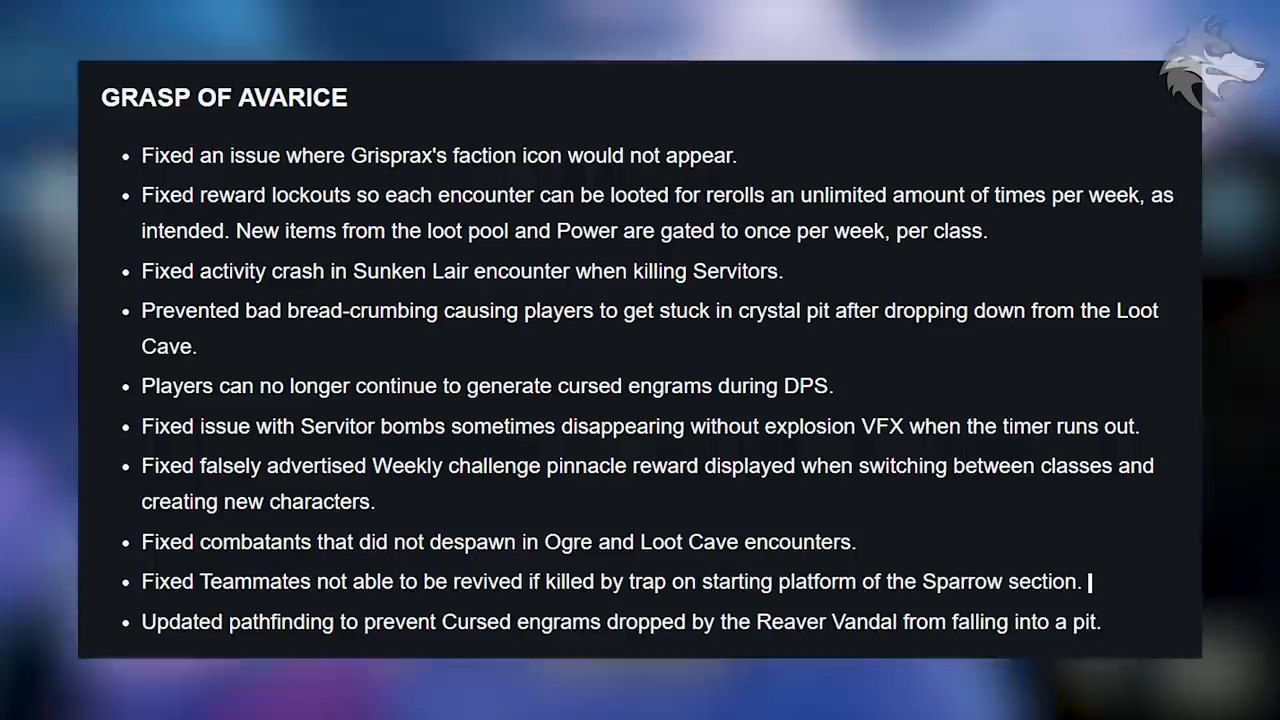 GRASP OF AVARICE
• Fixed an issue where Grisprax's faction icon would not appear.
• Fixed reward lockouts so each encounter can be looted for rerolls an unlimited amount of times per week, as
intended. New items from the loot pool and Power are gated to once per week, per class.
• Fixed activity crash in Sunken Lair encounter when killing Servitors.
• Prevented bad bread-crumbing causing players to get stuck in crystal pit after dropping down from the Loot
Cave.
• Players can no longer continue to generate cursed engrams during DPS.
• Fixed issue with Servitor bombs sometimes disappearing without explosion VFX when the timer runs out.
• Fixed falsely advertised Weekly challenge pinnacle reward displayed when switching between classes and
creating new characters.
• Fixed combatants that did not despawn in Ogre and Loot Cave encounters.
• Fixed Teammates not able to be revived if killed by trap on starting platform of the Sparrow section.
• Updated pathfinding to prevent Cursed engrams dropped by the Reaver Vandal from falling into a pit.